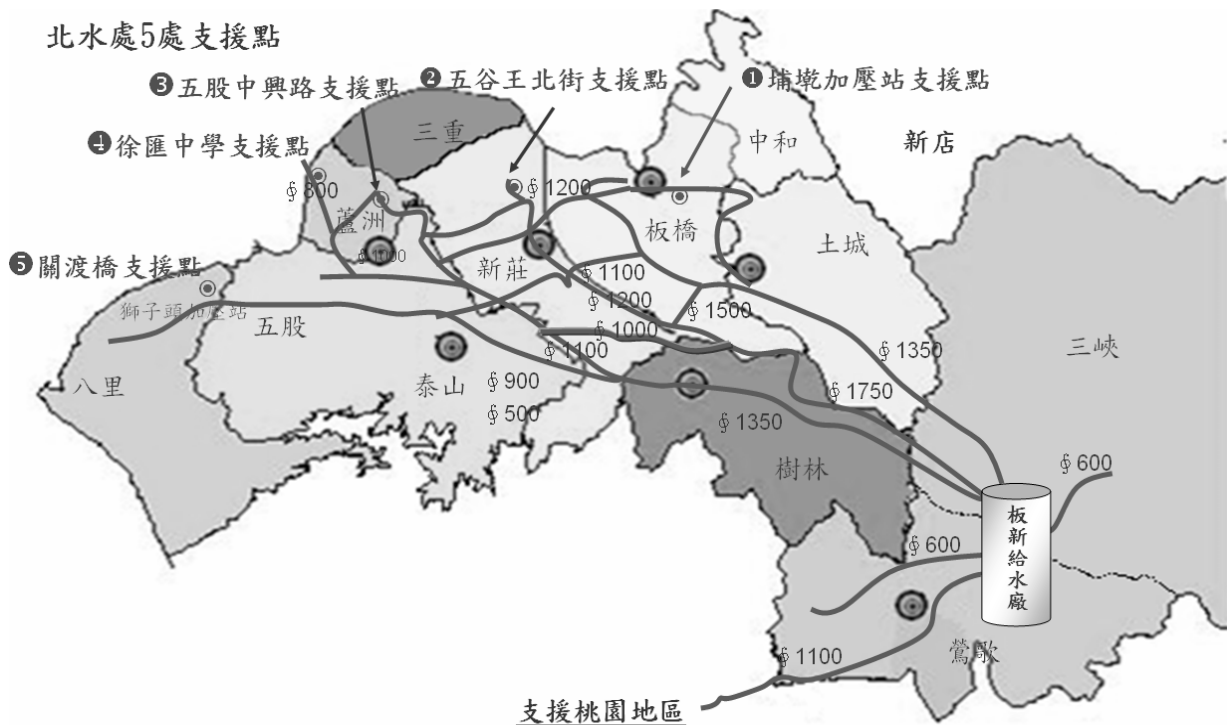 北水處5處支援點
❸五股中興路支援點
❷五谷王北街支援點
❶埔墘加壓站支援點
三重
中和
新店
❹徐匯中學支援點
∮800
∮1200
蘆洲
板橋
土城
∮1000
❺關渡橋支援點
新莊
∮1100
獅子頭加壓站
∮1200
∮1500
五股
∮1000
∮1100
∮1350
三峽
八里
泰山
∮900
∮1750
∮500
∮1350
樹林
∮600
板新給水廠
∮600
∮1100
鶯歌
支援桃園地區